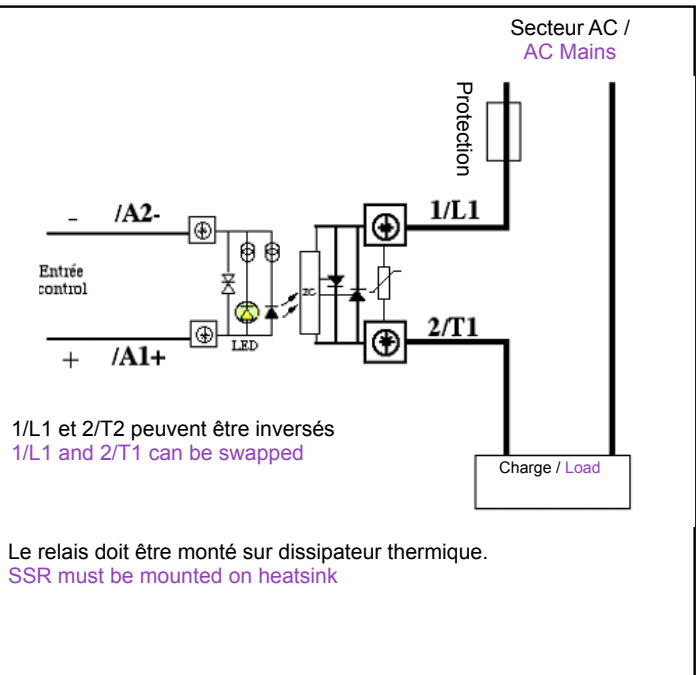 Secteur AC /
AC Mains
Protection
- /A2-
1/L1
Entrée
control
ZC
LED
+ /A1+
2/T1
1/L1 et 2/T2 peuvent être inversés
1/L1 and 2/T1 can be swapped
Charge / Load
Le relais doit être monté sur dissipateur thermique.
SSR must be mounted on heatsink